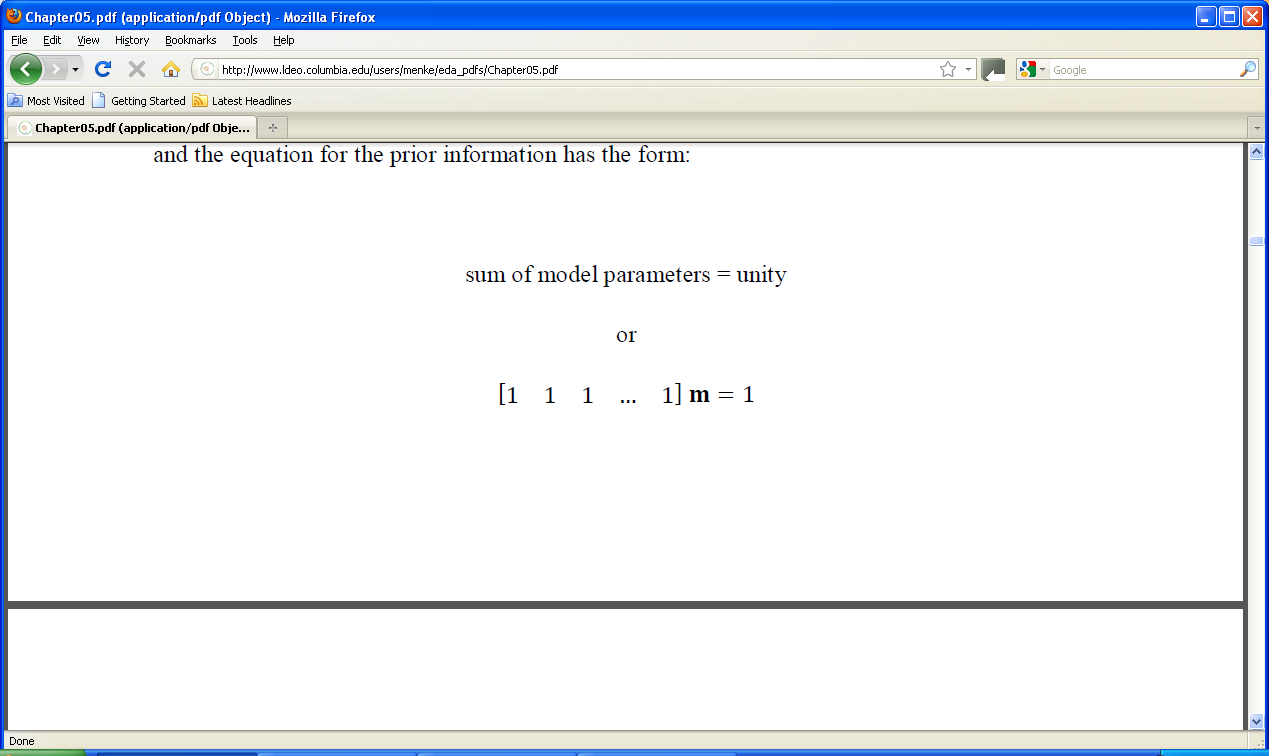 Chapter05.pdf (application/pdf Object) - Mozilla Firefox
File Edit View History Bookmarks Tools Help
http://www.ldeo.columbia.edu/users/menke/eda_pdfs/Chapter05.pdf
Google
Most Visited Getting Started Latest Headlines
Chapter05.pdf (application/pdf Obje...
and the equation for the prior information has the form:
sum of model parameters = unity
or
[1 1 1 … 1] m = 1
Done